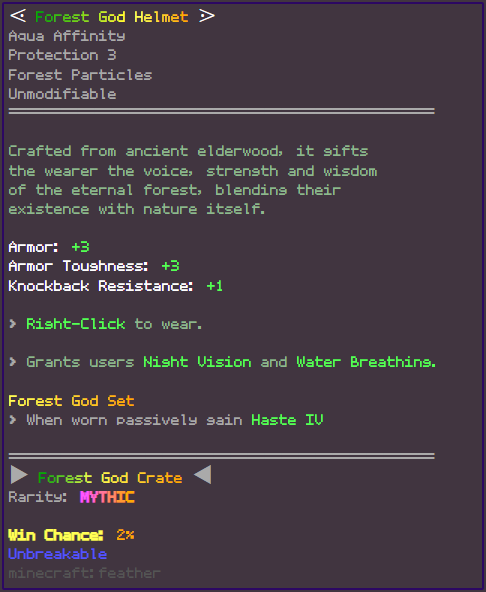 ⪪ Forest God Helmet ⪫
Aqua Affinity
Protection 3
Forest Particles
Unmodifiable
Crafted from ancient elderwood, it gifts
the wearer the voice, strength and wisdom
of the eternal forest, blending their
existence with nature itself.
Armor: +3
Armor Toughness: +3
Knockback Resistance: +1
> Right-Click to wear.
> Grants users Night Vision and Water Breathing.
Forest God Set
> When worn passively gain Haste IV
▶ Forest God Crate ◀
Rarity: MYTHIC
Win Chance: 2%
Unbreakable
minecraft:feather